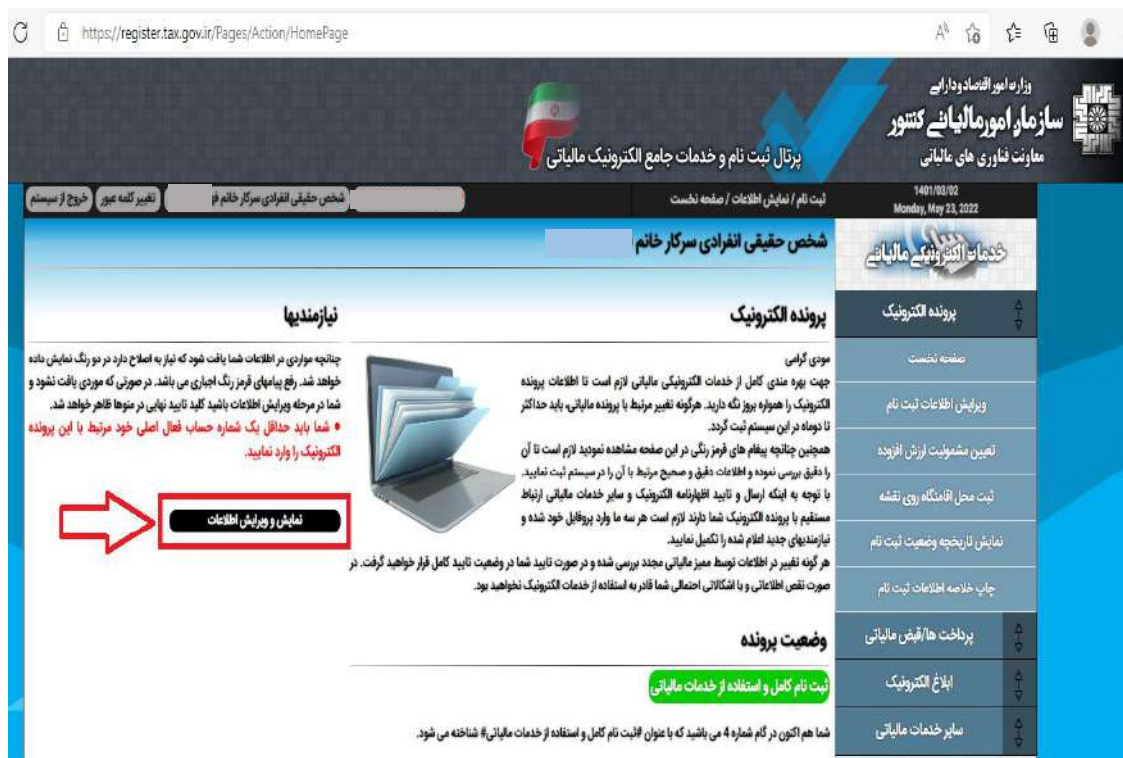 https://register.tax.gov.ir/Pages/Action/HomePage
وزارت امور اقتصاد و دارایی
سازمان امور مالیاتی کشور
معاونت فناوری های مالیاتی
پرتال ثبت نام و خدمات جامع الکترونیک مالیاتی
1401/03/02
Monday, May 23, 2022
ثبت نام / نمایش اطلاعات / صفحه نخست
شخص حقیقی انفرادی سرکار خانم
تغییر کلمه عبور
خروج از سیستم
خدمات الکترونیکی مالیاتی
پرونده الکترونیک
صفحه نخست
ویرایش اطلاعات ثبت نام
تعیین مشمولیت ارزش افزوده
ثبت محل اقامتگاه روی نقشه
نمایش تاریخچه وضعیت ثبت نام
چاپ خلاصه اطلاعات ثبت نام
پرداخت ها/قبض مالیاتی
ابلاغ الکترونیک
سایر خدمات مالیاتی
شخص حقیقی انفرادی سرکار خانم
پرونده الکترونیک
مودی گرامی
جهت بهره مندی کامل از خدمات الکترونیکی مالیاتی لازم است تا اطلاعات پرونده
الکترونیک را همواره بروز نگه دارید. هرگونه تغییر مرتبط با پرونده مالیاتی، باید حداکثر
تا دوماه در این سیستم ثبت گردد.
همچنین چنانچه پیغام های قرمز رنگی در این صفحه مشاهده نمودید لازم است تا آن
را دقیق بررسی نموده و اطلاعات دقیق و صحیح مرتبط با آن را در سیستم ثبت نمایید.
با توجه به اینکه ارسال و تایید اظهارنامه الکترونیک و سایر خدمات مالیاتی ارتباط
مستقیم با پرونده الکترونیک شما دارند لازم است هر سه ما وارد پروفایل خود شده و
نیازمندیهای جدید اعلام شده را تکمیل نمایید.
هر گونه تغییر در اطلاعات توسط ممیز مالیاتی مجدد بررسی شده و در صورت تایید شما در وضعیت تایید کامل قرار خواهید گرفت. در
صورت نقص اطلاعاتی و یا اشکالاتی احتمالی شما قادر به استفاده از خدمات الکترونیک نخواهید بود.
وضعیت پرونده
ثبت نام کامل و استفاده از خدمات مالیاتی
شما هم اکنون در گام شماره 4 می باشید که با عنوان #ثبت نام کامل و استفاده از خدمات مالیاتی# شناخته می شود.
نیازمندیها
چنانچه مواردی در اطلاعات شما یافت شود که نیاز به اصلاح دارد در دو رنگ نمایش داده
خواهد شد. رفع پیامهای قرمز رنگ اجباری می باشد. در صورتی که موردی یافت نشود و
شما در مرحله ویرایش اطلاعات باشید کلید تایید نهایی در منوها ظاهر خواهد شد.
● شما باید حداقل یک شماره حساب فعال اصلی خود مرتبط با این پرونده
الکترونیک را وارد نمایید.
نمایش و ویرایش اطلاعات